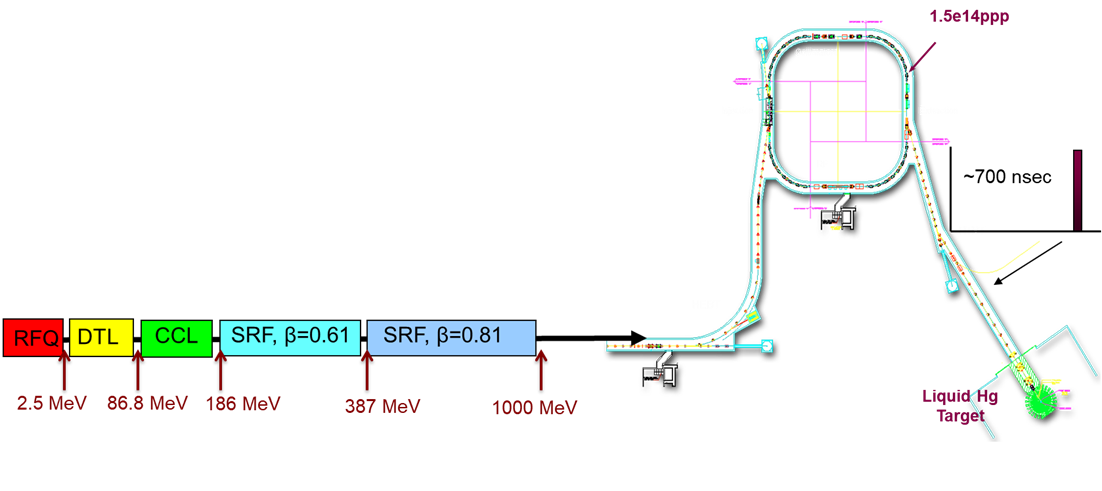 1.5e14ppp
~700 nsec
RFQ
DTL
CCL
SRF, β=0.61
SRF, β=0.81
2.5 MeV
86.8 MeV
186 MeV
387 MeV
1000 MeV
Liquid Hg
Target